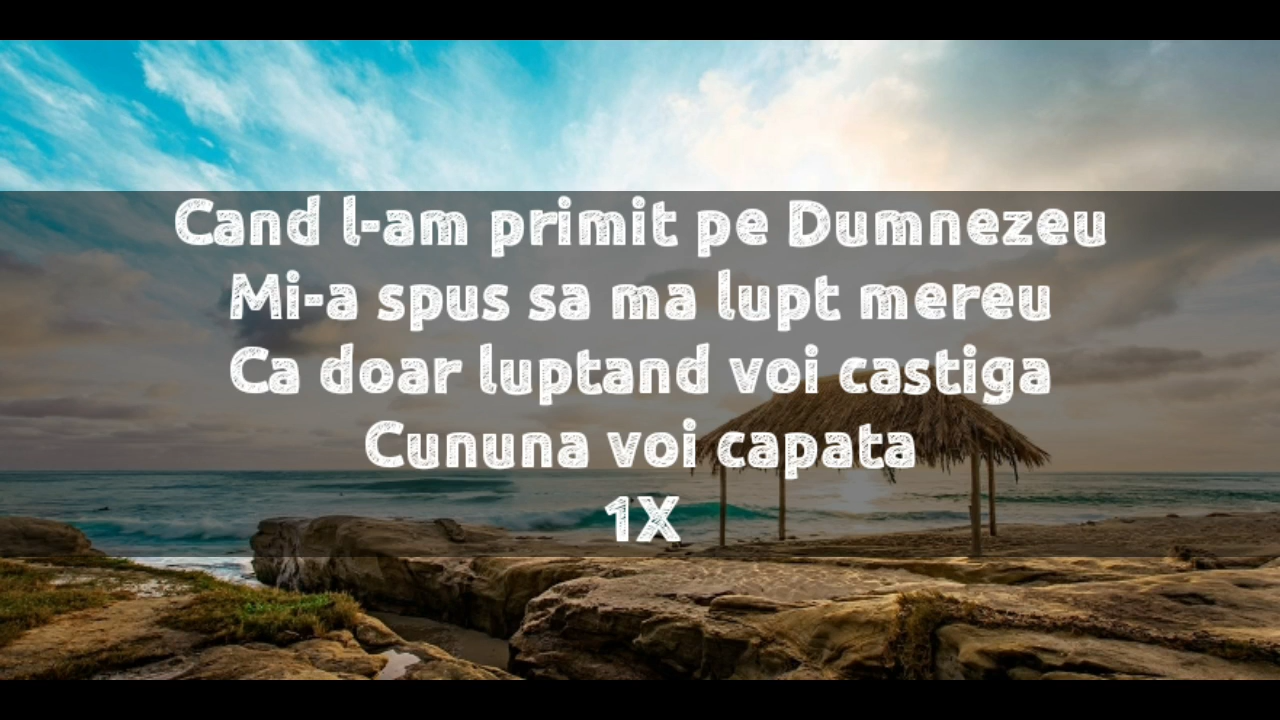 Cand l-am primit pe Dumnezeu
Mi-a spus sa ma lupt mereu
Ca doar luptand voi castiga
Cununa voi capata
1X